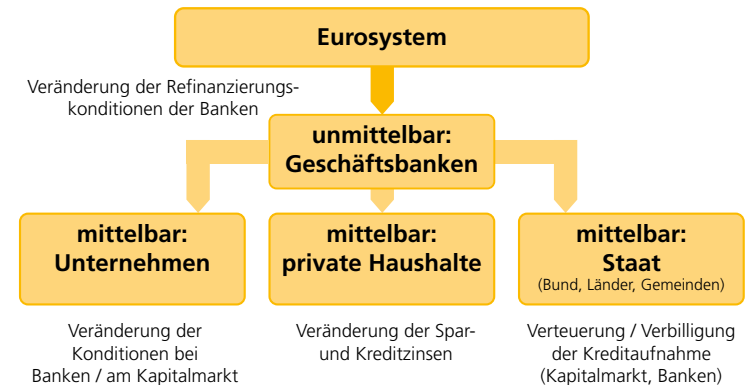 Eurosystem
Veränderung der Refinanzierungs-
konditionen der Banken
unmittelbar:
Geschäftsbanken
mittelbar:
Unternehmen
mittelbar:
private Haushalte
mittelbar:
Staat
(Bund, Länder, Gemeinden)
Veränderung der
Konditionen bei
Banken / am Kapitalmarkt
Veränderung der Spar-
und Kreditzinsen
Verteuerung / Verbilligung
der Kreditaufnahme
(Kapitalmarkt, Banken)